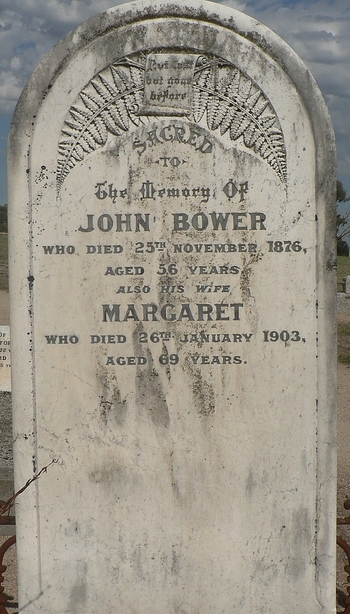 Not lost
but gone
before
SACRED
TO
The Memory Of
JOHN BOWER
WHO DIED 25TH NOVEMBER 1876,
AGED 56 YEARS
ALSO HIS WIFE
MARGARET
WHO DIED 26TH JANUARY 1903,
AGED 69 YEARS.